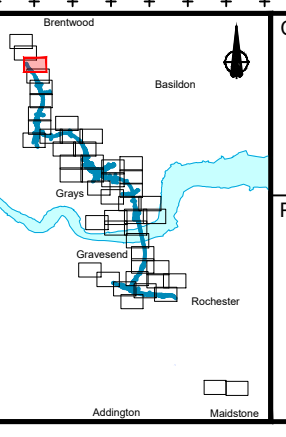 Brentwood
Basildon
Grays
Gravesend
Rochester
Addington
Maidstone